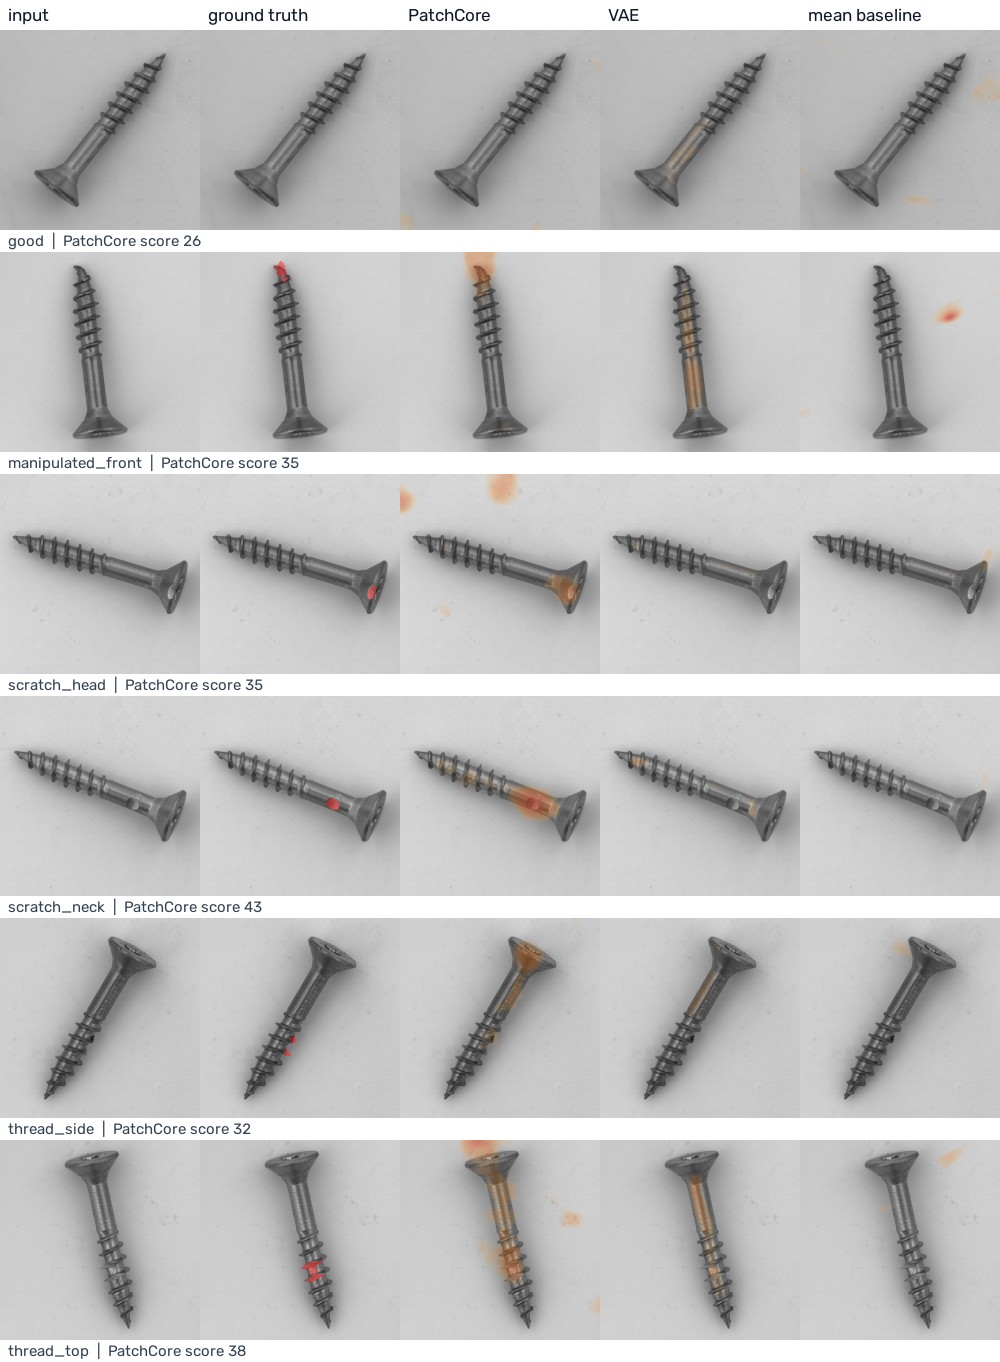 input ground truth PatchCore VAE mean baseline
good | PatchCore score 26
manipulated_front | PatchCore score 35
scratch_head | PatchCore score 35
scratch_neck | PatchCore score 43
thread_side | PatchCore score 32
thread_top | PatchCore score 38